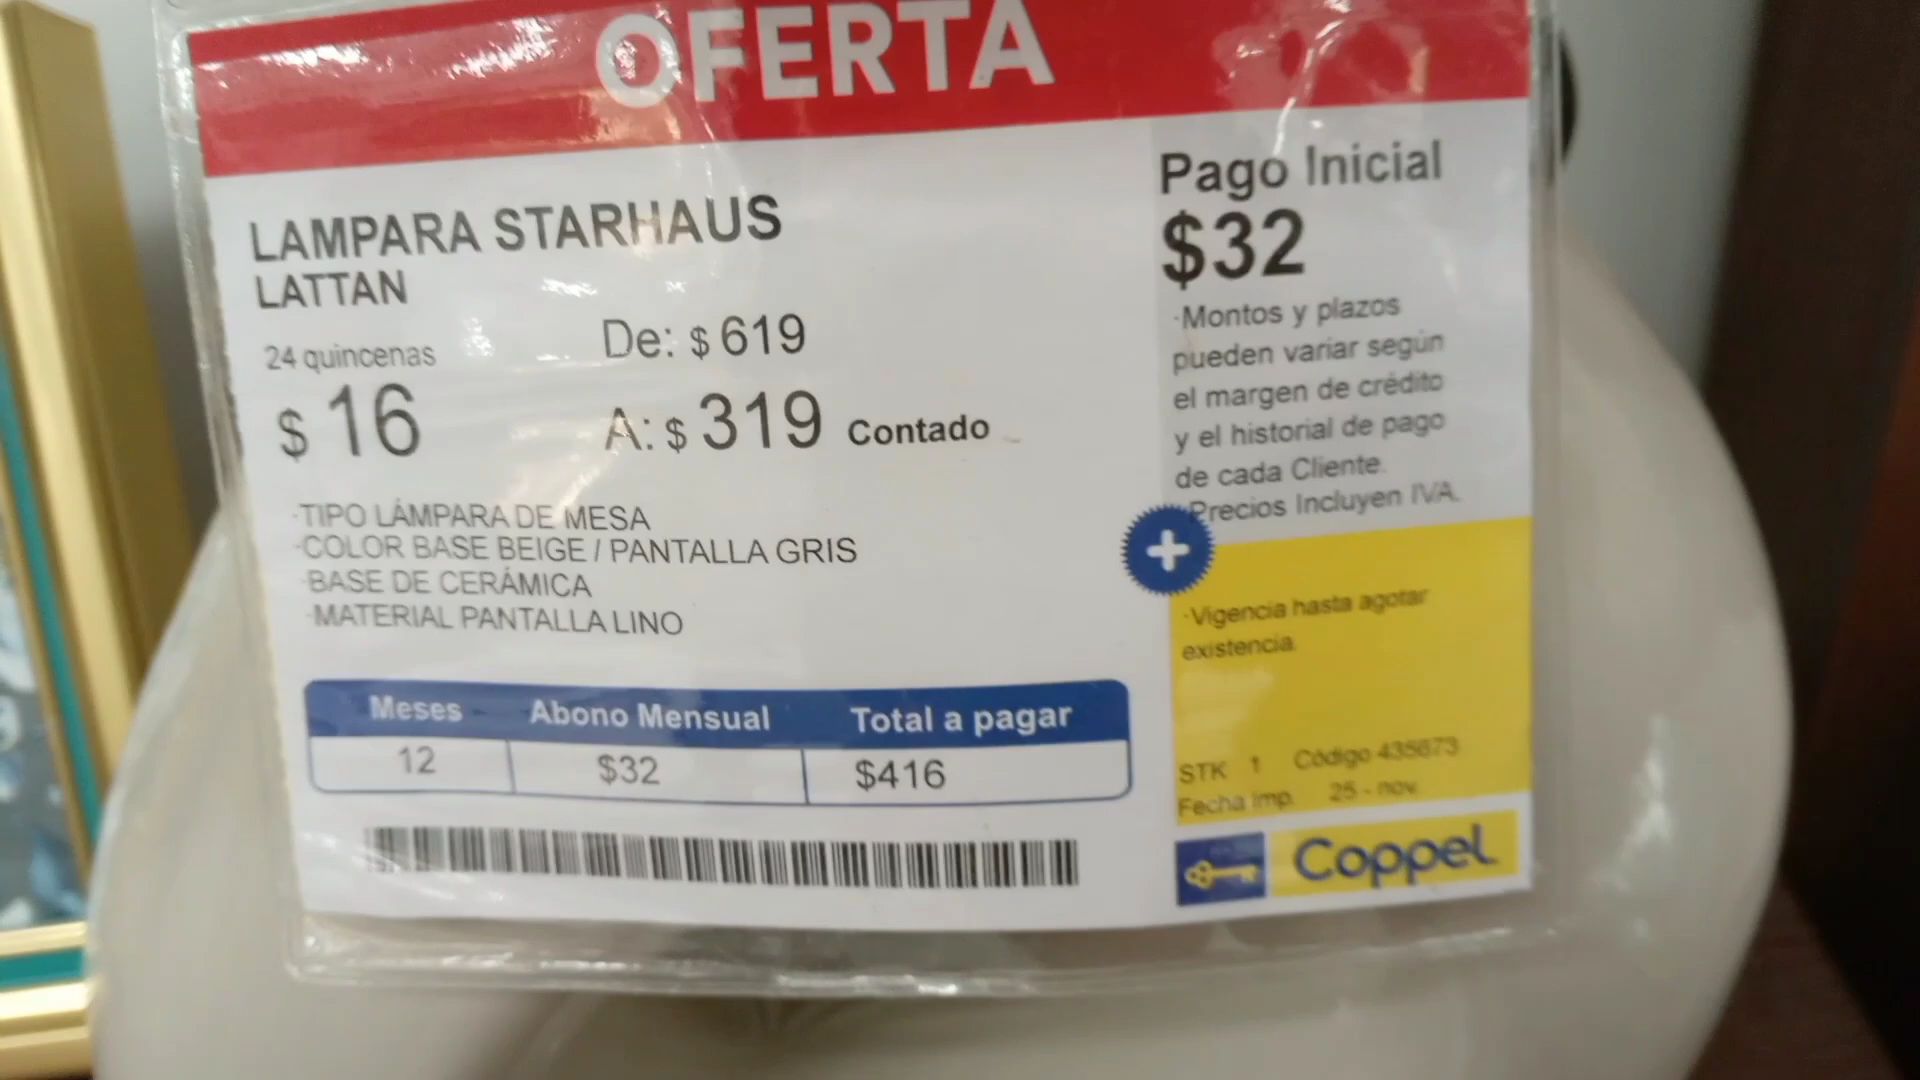 OFERTA
LAMPARA STARHAUS
LATTAN
24 quincenas
$ 16
De: $ 619
A: $ 319 Contado
·TIPO LÁMPARA DE MESA
·COLOR BASE BEIGE / PANTALLA GRIS
·BASE DE CERÁMICA
·MATERIAL PANTALLA LINO
Meses Abono Mensual Total a pagar
12 $32 $416
Pago Inicial
$32
·Montos y plazos
pueden variar según
el margen de crédito
y el historial de pago
de cada Cliente.
·Precios Incluyen IVA.
+
·Vigencia hasta agotar
existencia.
STK 1 Código 435673
Fecha Imp. 25 - nov
Coppel